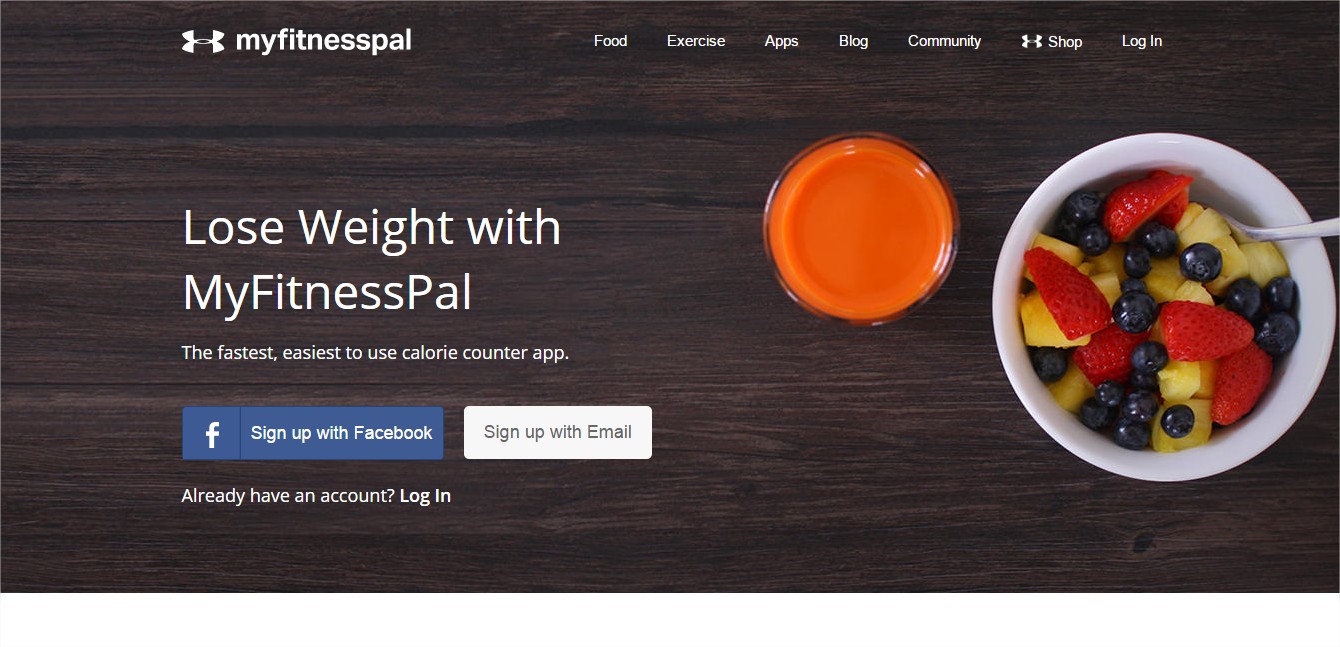 myfitnesspal
Food Exercise Apps Blog Community Shop Log In
Lose Weight with
MyFitnessPal
The fastest, easiest to use calorie counter app.
f Sign up with Facebook Sign up with Email
Already have an account? Log In